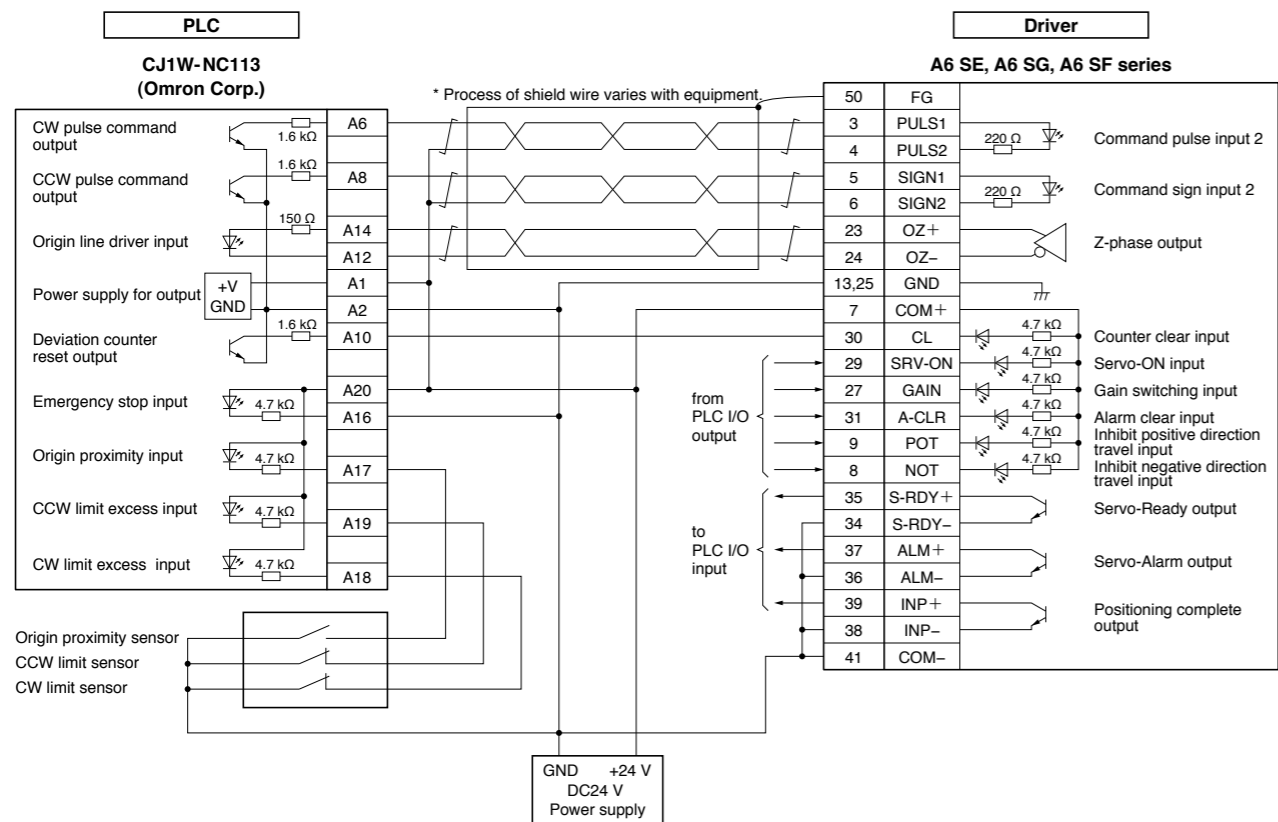 PLC
CJ1W-NC113
(Omron Corp.)
CW pulse command
output
1.6 kΩ
A6
CCW pulse command
output
1.6 kΩ
A8
Origin line driver input
150 Ω
A14
A12
Power supply for output
+V
GND
A1
A2
Deviation counter
reset output
1.6 kΩ
A10
A20
Emergency stop input
4.7 kΩ
A16
Origin proximity input
4.7 kΩ
A17
CCW limit excess input
4.7 kΩ
A19
CW limit excess input
4.7 kΩ
A18
Origin proximity sensor
CCW limit sensor
CW limit sensor
* Process of shield wire varies with equipment.
from
PLC I/O
output
to
PLC I/O
input
GND +24 V
DC24 V
Power supply
Driver
A6 SE, A6 SG, A6 SF series
50 FG
3 PULS1
4 PULS2
220 Ω
Command pulse input 2
5 SIGN1
6 SIGN2
220 Ω
Command sign input 2
23 OZ+
24 OZ−
Z-phase output
13,25 GND
7 COM+
30 CL 4.7 kΩ Counter clear input
29 SRV-ON 4.7 kΩ Servo-ON input
27 GAIN 4.7 kΩ Gain switching input
31 A-CLR 4.7 kΩ Alarm clear input
9 POT 4.7 kΩ Inhibit positive direction
travel input
8 NOT 4.7 kΩ Inhibit negative direction
travel input
35 S-RDY+
34 S-RDY−
Servo-Ready output
37 ALM+
36 ALM−
Servo-Alarm output
39 INP+
38 INP−
Positioning complete
output
41 COM−